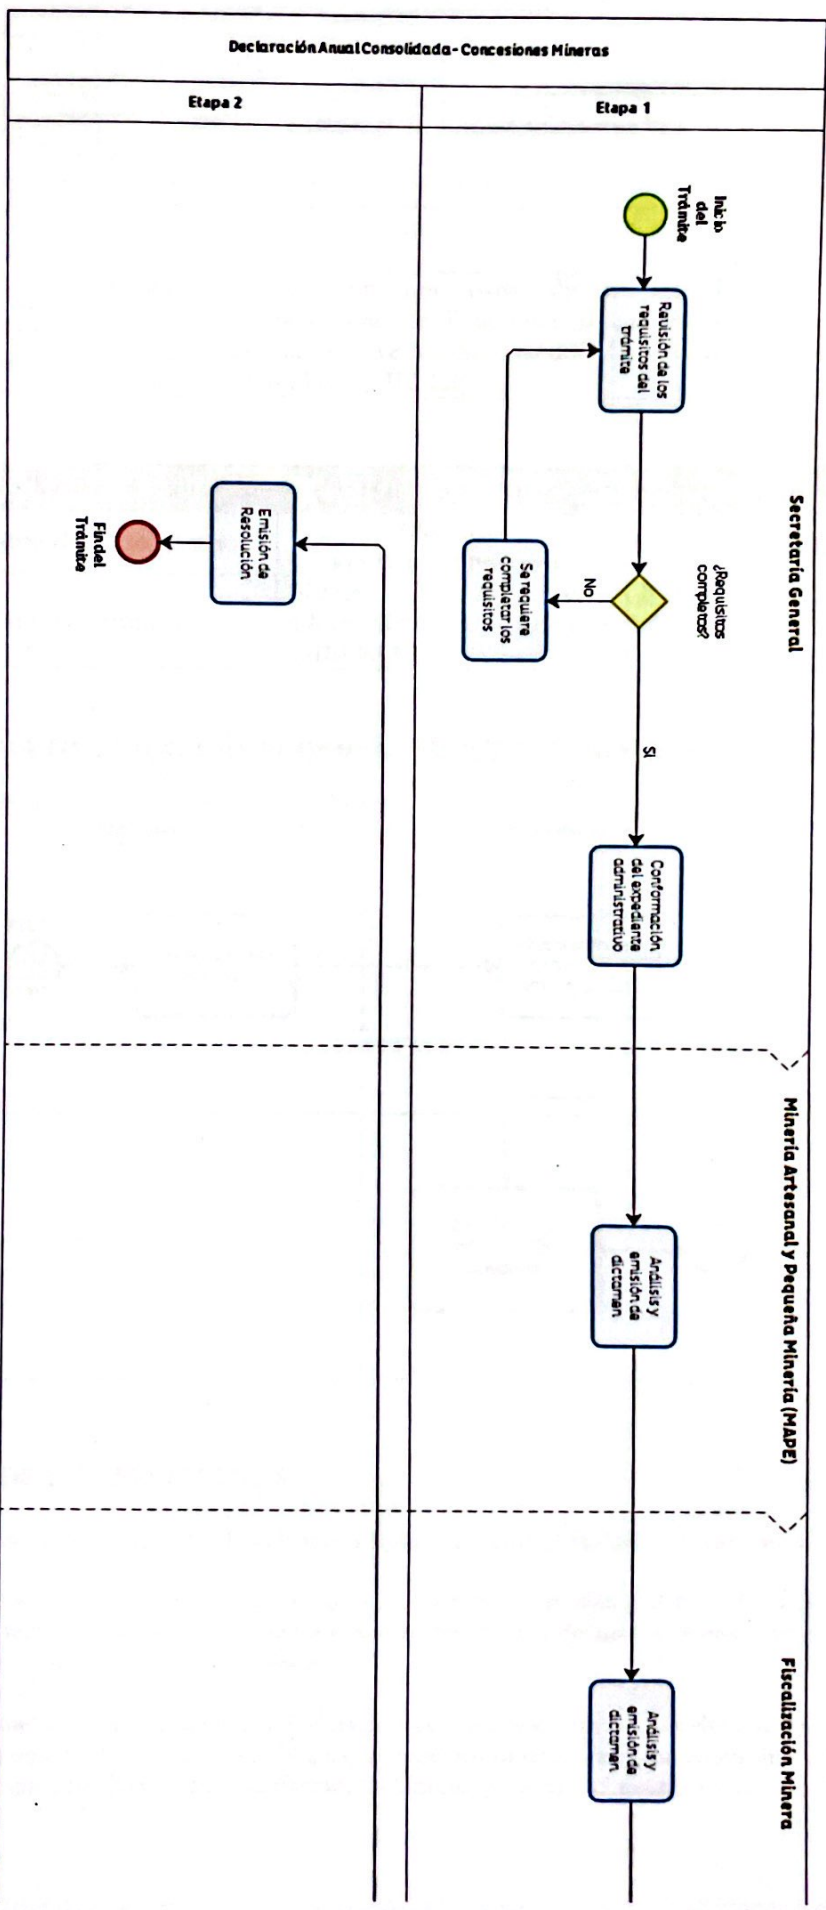 Declaración Anual Consolidada - Concesiones Mineras
Etapa 1
Etapa 2
Secretaría General
Minería Artesanal y Pequeña Minería (MAPE)
Fiscalización Minera
Inicio
del
Trámite
Revisión de los
requisitos del
trámite
¿Requisitos
completos?
No
Se requiere
completar los
requisitos
SI
Conformación
del expediente
administrativo
Análisis y
emisión de
dictamen
Análisis y
emisión de
dictamen
Emisión de
Resolución
Fin del
Trámite